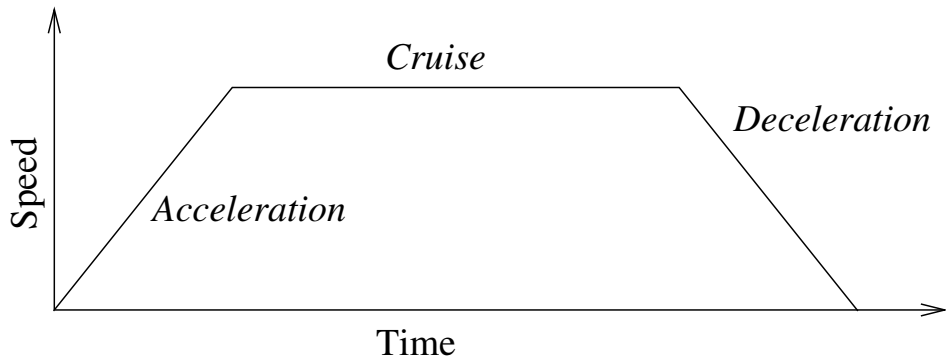 Cruise
Deceleration
Speed
Acceleration
Time